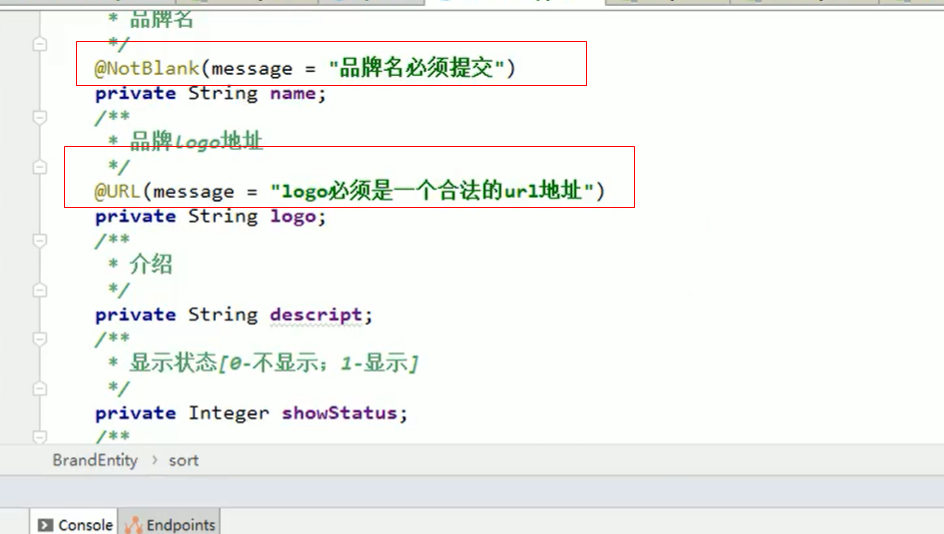 * 品牌名
*/
@NotBlank(message = "品牌名必须提交")
private String name;
/**
* 品牌logo地址
*/
@URL(message = "logo必须是一个合法的url地址")
private String logo;
/**
* 介绍
*/
private String descript;
/**
* 显示状态[0-不显示；1-显示]
*/
private Integer showStatus;
/**
BrandEntity › sort
Console Endpoints